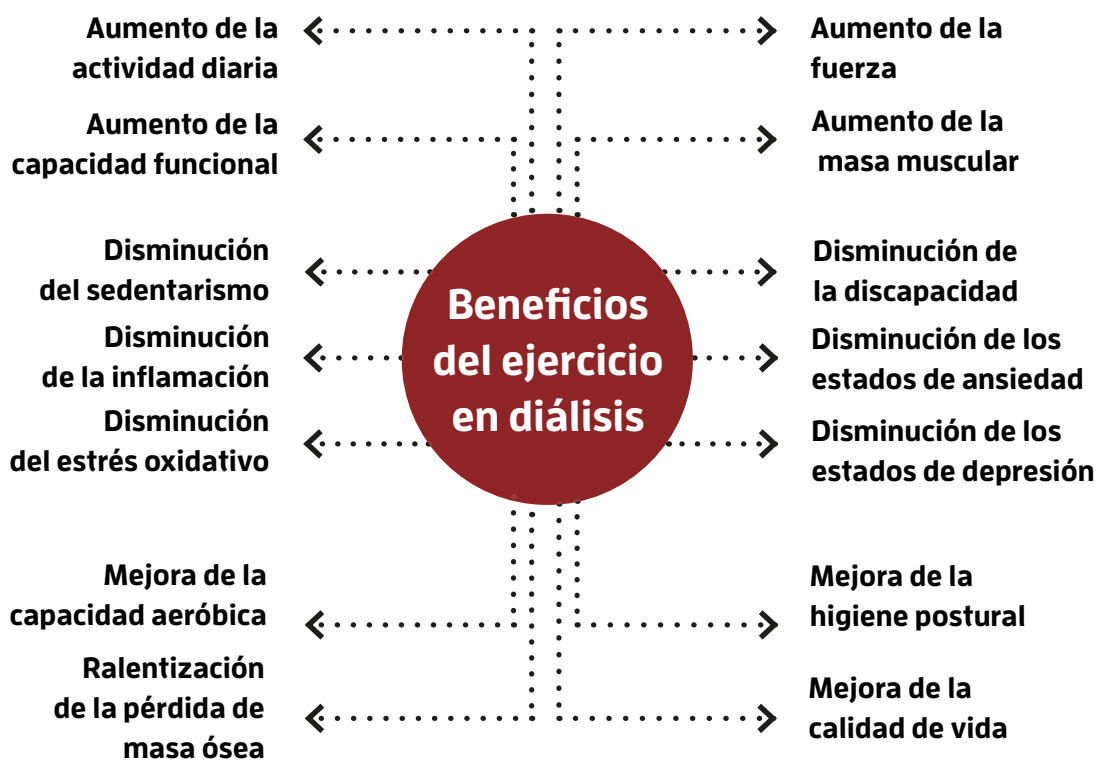 Aumento de la
actividad diaria
Aumento de la
capacidad funcional
Disminución
del sedentarismo
Disminución
de la inflamación
Disminución
del estrés oxidativo
Mejora de la
capacidad aeróbica
Ralentización
de la pérdida de
masa ósea
Beneficios
del ejercicio
en diálisis
Aumento de la
fuerza
Aumento de la
masa muscular
Disminución de
la discapacidad
Disminución de los
estados de ansiedad
Disminución de los
estados de depresión
Mejora de la
higiene postural
Mejora de la
calidad de vida